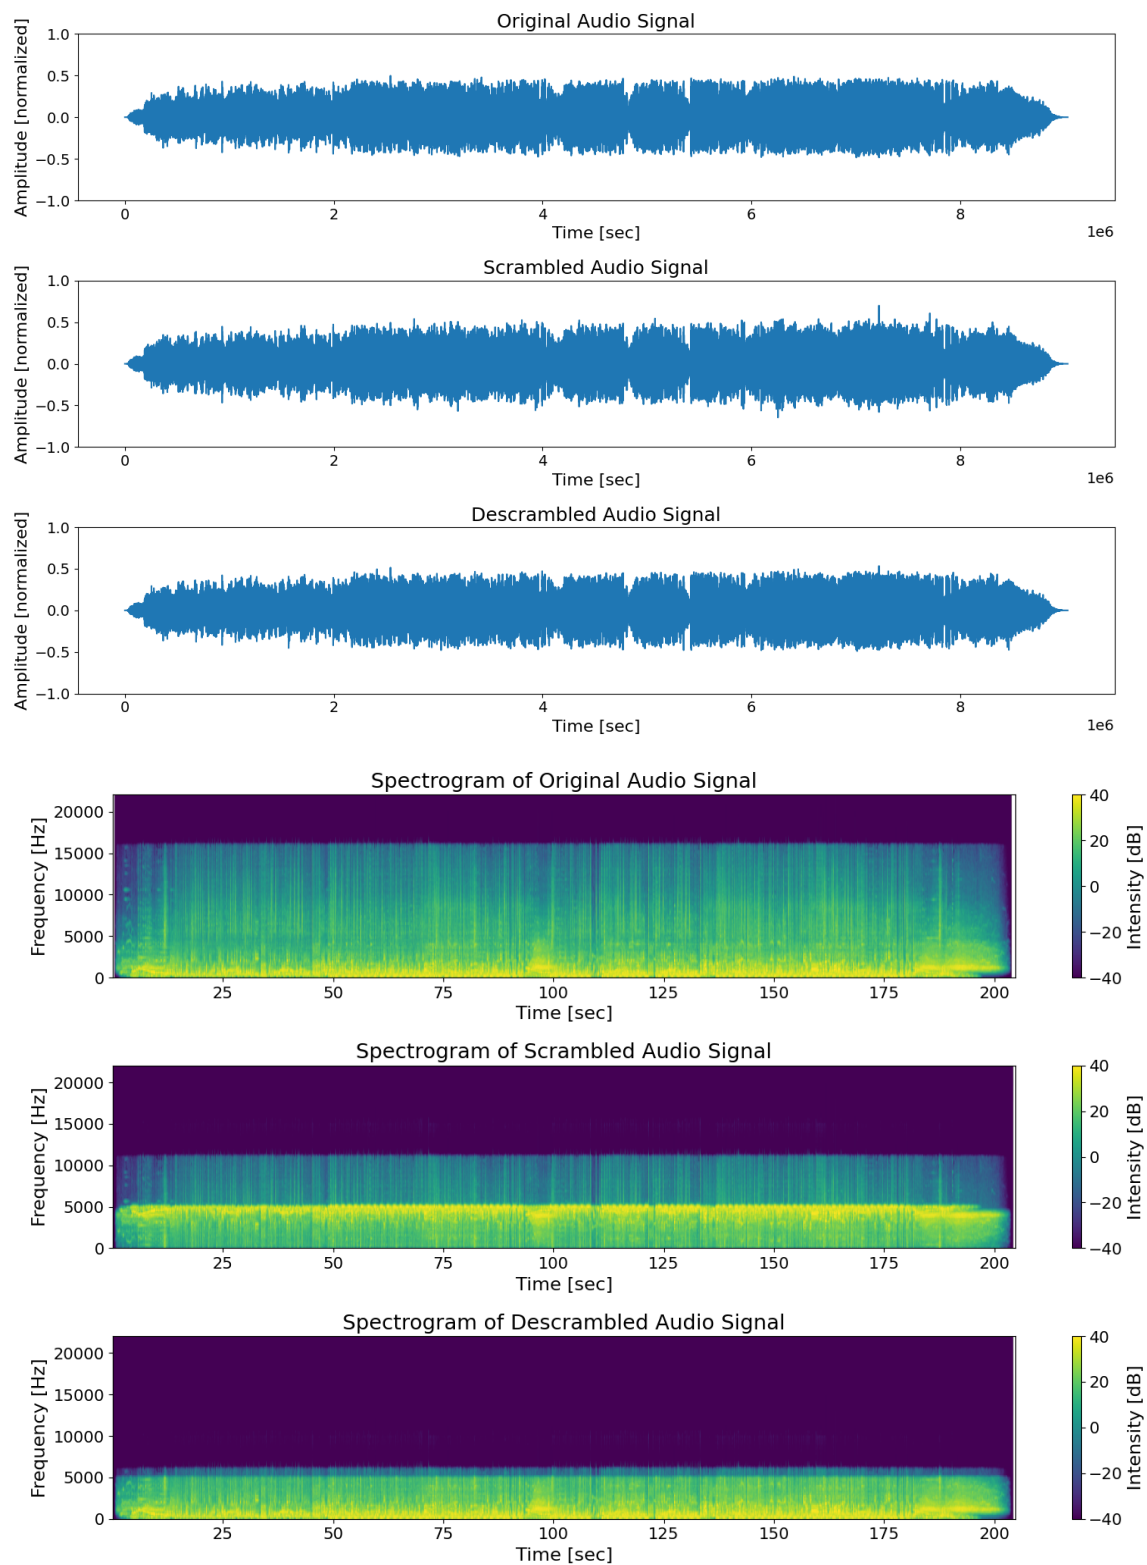 Original Audio Signal
Amplitude [normalized]
1.0
0.5
0.0
−0.5
−1.0
0 2 4 6 8
1e6
Time [sec]
Scrambled Audio Signal
Amplitude [normalized]
1.0
0.5
0.0
−0.5
−1.0
0 2 4 6 8
1e6
Time [sec]
Descrambled Audio Signal
Amplitude [normalized]
1.0
0.5
0.0
−0.5
−1.0
0 2 4 6 8
1e6
Time [sec]
Spectrogram of Original Audio Signal
Frequency [Hz]
20000
15000
10000
5000
0
25 50 75 100 125 150 175 200
Time [sec]
40
20
0
−20
−40
Intensity [dB]
Spectrogram of Scrambled Audio Signal
Frequency [Hz]
20000
15000
10000
5000
0
25 50 75 100 125 150 175 200
Time [sec]
40
20
0
−20
−40
Intensity [dB]
Spectrogram of Descrambled Audio Signal
Frequency [Hz]
20000
15000
10000
5000
0
25 50 75 100 125 150 175 200
Time [sec]
40
20
0
−20
−40
Intensity [dB]